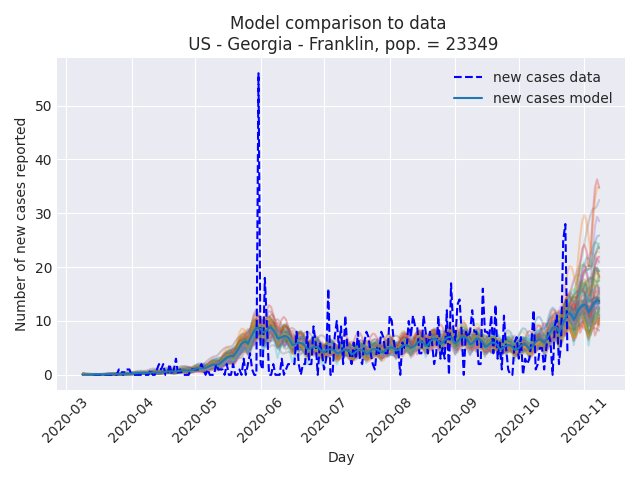 Model comparison to data
US - Georgia - Franklin, pop. = 23349
new cases data
new cases model
Number of new cases reported
50
40
30
20
10
0
2020-03
2020-04
2020-05
2020-06
2020-07
2020-08
2020-09
2020-10
2020-11
Day